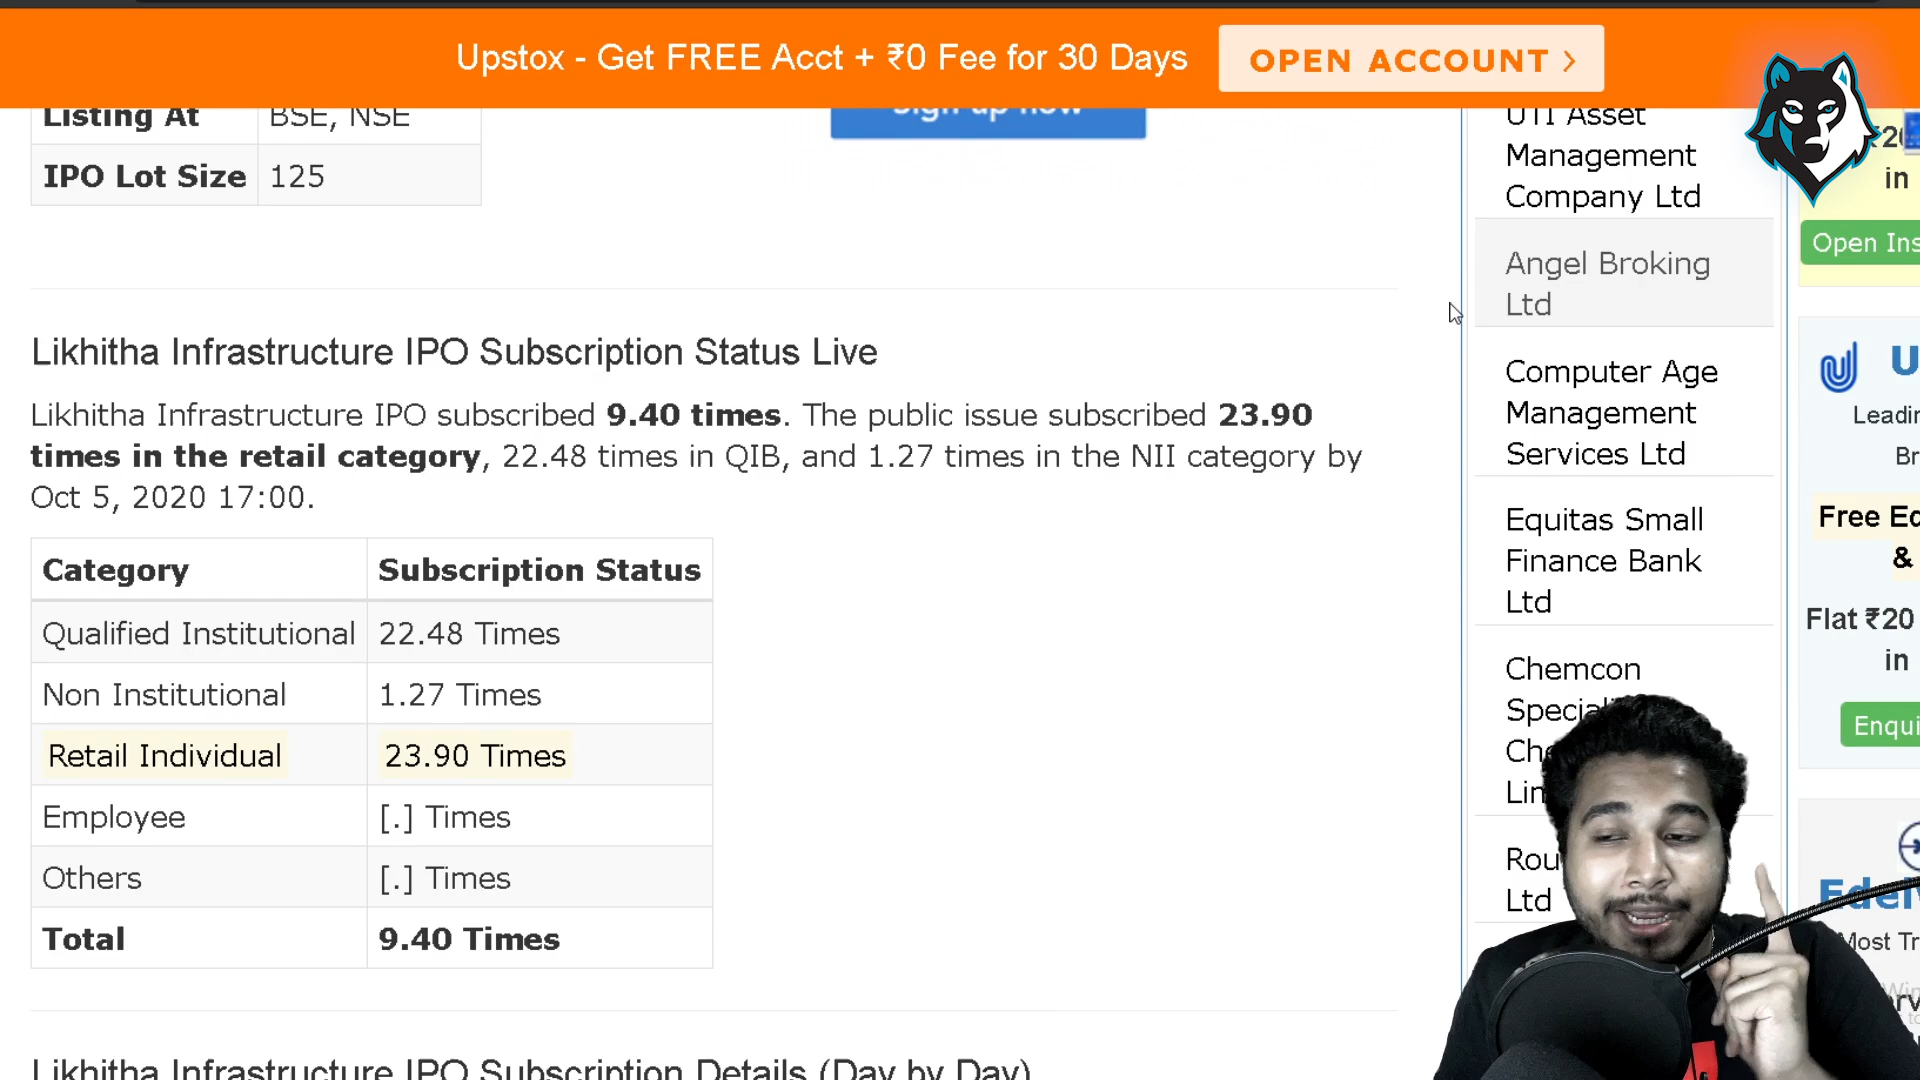 Upstox - Get FREE Acct + ₹0 Fee for 30 Days
OPEN ACCOUNT >
Listing At BSE, NSE
IPO Lot Size 125
Sign up now
Likhitha Infrastructure IPO Subscription Status Live
Likhitha Infrastructure IPO subscribed 9.40 times. The public issue subscribed 23.90
times in the retail category, 22.48 times in QIB, and 1.27 times in the NII category by
Oct 5, 2020 17:00.
Category Subscription Status
Qualified Institutional 22.48 Times
Non Institutional 1.27 Times
Retail Individual 23.90 Times
Employee [.] Times
Others [.] Times
Total 9.40 Times
Likhitha Infrastructure IPO Subscription Details (Day by Day)
UTI Asset
Management
Company Ltd
Angel Broking
Ltd
Computer Age
Management
Services Ltd
Equitas Small
Finance Bank
Ltd
Chemcon
Ltd
in
Open
U
Free
&
Flat ₹20
in
Most